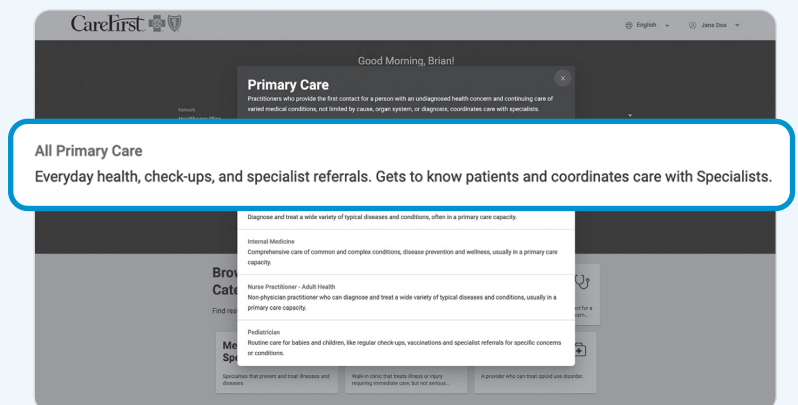 CareFirst
English
Jane Doe
Good Morning, Brian!
Primary Care
Practitioners who provide the first contact for a person with an undiagnosed health concern and continuing care of
varied medical conditions, not limited by cause, organ system, or diagnosis; coordinates care with specialists.
Network
All Primary Care
Everyday health, check-ups, and specialist referrals. Gets to know patients and coordinates care with Specialists.
Diagnose and treat a wide variety of typical diseases and conditions, often in a primary care capacity.
Internal Medicine
Comprehensive care of common and complex conditions, disease prevention and wellness, usually in a primary care
capacity.
Nurse Practitioner - Adult Health
Non-physician practitioner who can diagnose and treat a wide variety of typical diseases and conditions, usually in a
primary care capacity.
Pediatrician
Routine care for babies and children, like regular check-ups, vaccinations and specialist referrals for specific concerns
or conditions.
Brow
Cate
Find res
Me
Spe
Specialties that prevent and treat illnesses and
diseases
Walk-in clinic that treats illness or injury
requiring immediate care, but not serious...
A provider who can treat opioid use disorder.